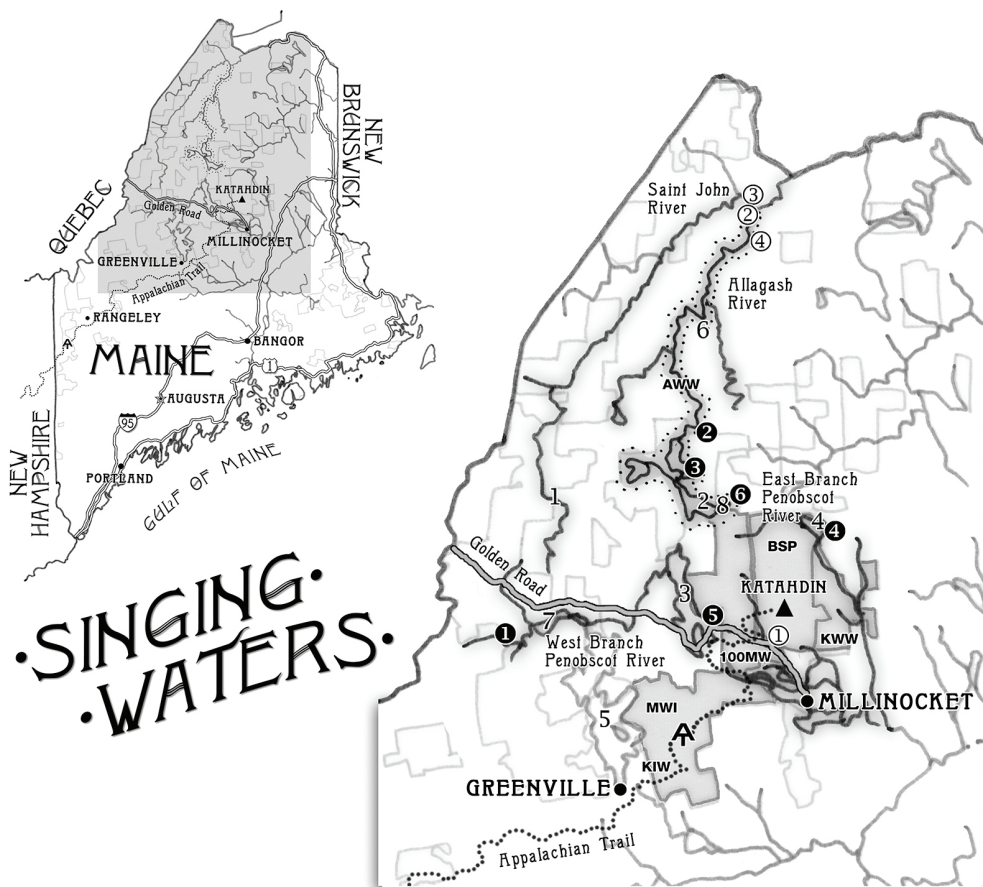 NEW
BRUNSWICK
QUEBEC
KATAHDIN
Golden Road
MILLINOCKET
GREENVILLE
Appalachian Trail
RANGELEY
MAINE
BANGOR
1
AUGUSTA
95
NEW
HAMPSHIRE
PORTLAND
GULF OF MAINE
• SINGING •
• WATERS •
Saint John
River
3
2
4
Allagash
River
6
AWW
2
3
1
2
8
6
East Branch
Penobscot
River
4
4
BSP
Golden Road
KATAHDIN
3
5
7
1
1
KWW
West Branch
Penobscot River
100MW
MILLINOCKET
MWI
5
AT
KIW
GREENVILLE
Appalachian Trail